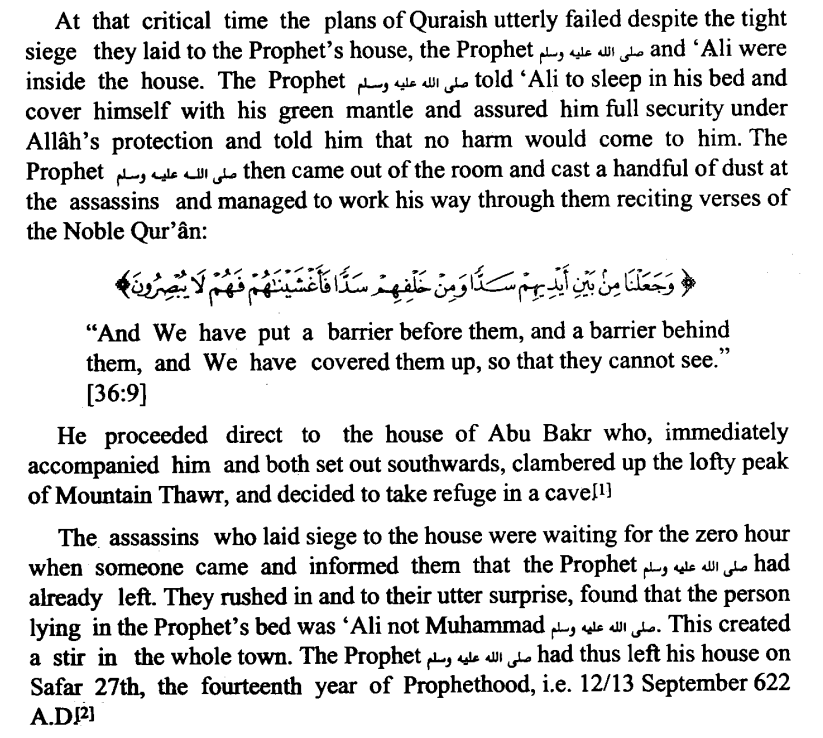 At that critical time the plans of Quraish utterly failed despite the tight
siege they laid to the Prophet's house, the Prophet صلى الله عليه وسلم and ‘Ali were
inside the house. The Prophet صلى الله عليه وسلم told ‘Ali to sleep in his bed and
cover himself with his green mantle and assured him full security under
Allâh's protection and told him that no harm would come to him. The
Prophet صلى الله عليه وسلم then came out of the room and cast a handful of dust at
the assassins and managed to work his way through them reciting verses of
the Noble Qur'ân:
﴿ وَجَعَلْنَا مِنْ بَيْنِ أَيْدِيهِمْ سَدًّا وَمِنْ خَلْفِهِمْ سَدًّا فَأَغْشَيْنَٰهُمْ فَهُمْ لَا يُبْصِرُونَ ﴾
“And We have put a barrier before them, and a barrier behind
them, and We have covered them up, so that they cannot see.”
[36:9]
He proceeded direct to the house of Abu Bakr who, immediately
accompanied him and both set out southwards, clambered up the lofty peak
of Mountain Thawr, and decided to take refuge in a cave.[1]
The assassins who laid siege to the house were waiting for the zero hour
when someone came and informed them that the Prophet صلى الله عليه وسلم had
already left. They rushed in and to their utter surprise, found that the person
lying in the Prophet's bed was ‘Ali not Muhammad صلى الله عليه وسلم. This created
a stir in the whole town. The Prophet صلى الله عليه وسلم had thus left his house on
Safar 27th, the fourteenth year of Prophethood, i.e. 12/13 September 622
A.D.[2]